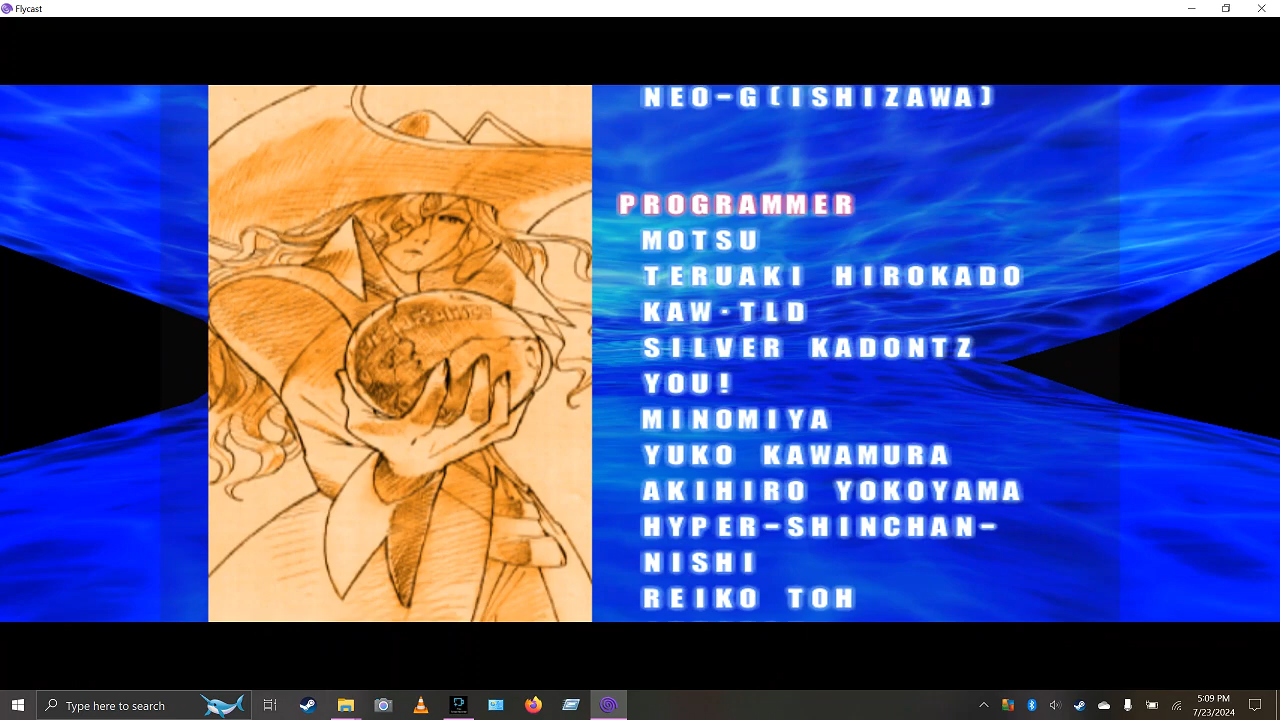 Flycast
NEO-G(ISHIZAWA)
PROGRAMMER
MOTSU
TERUAKI HIROKADO
KAW·TLD
SILVER KADONTZ
YOU!
MINOMIYA
YUKO KAWAMURA
AKIHIRO YOKOYAMA
HYPER-SHINCHAN-
NISHI
REIKO TOH
Type here to search
5:09 PM
7/23/2024